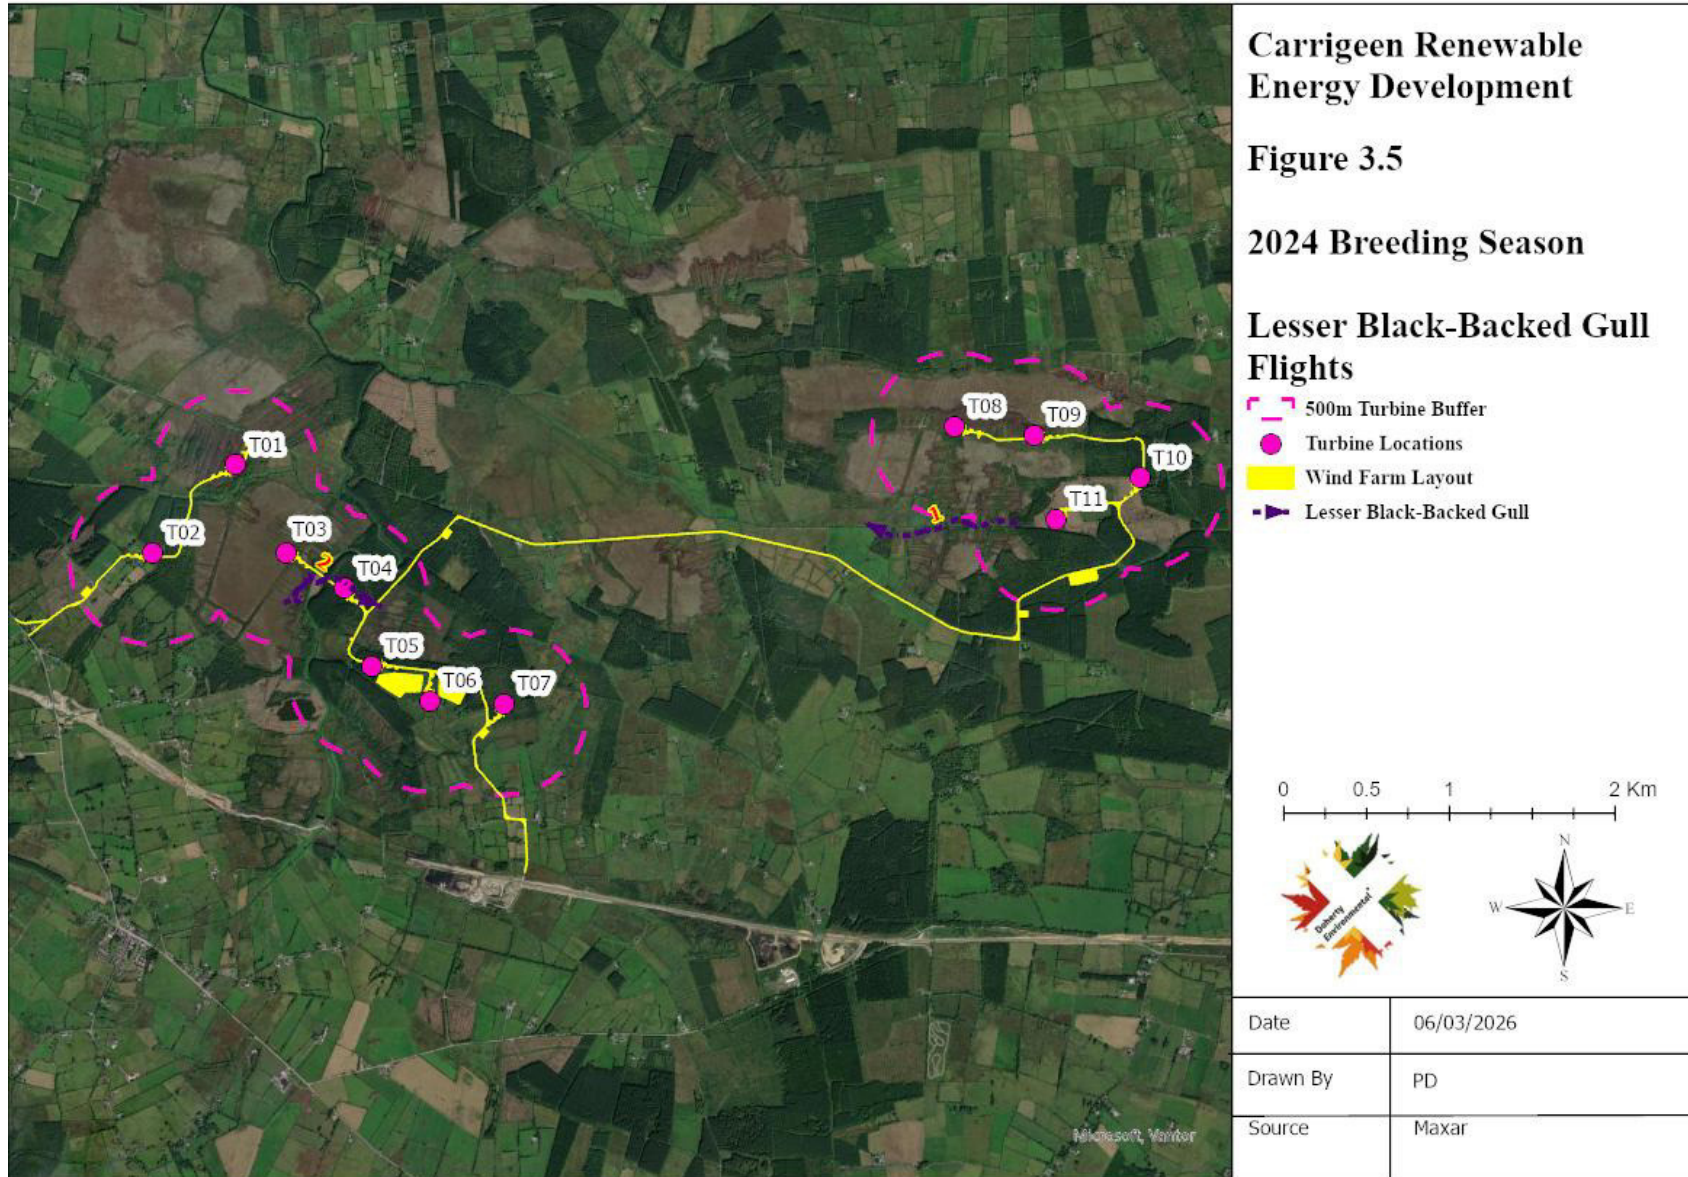 Carrigeen Renewable
Energy Development
Figure 3.5
2024 Breeding Season
Lesser Black-Backed Gull
Flights
500m Turbine Buffer
Turbine Locations
Wind Farm Layout
Lesser Black-Backed Gull
T01
T02
T03
T04
T05
T06
T07
T08
T09
T10
T11
1
2
0 0.5 1 2 Km
Doherty
Environmental
N
W E
S
Date 06/03/2026
Drawn By PD
Source Maxar
Microsoft, Vantor